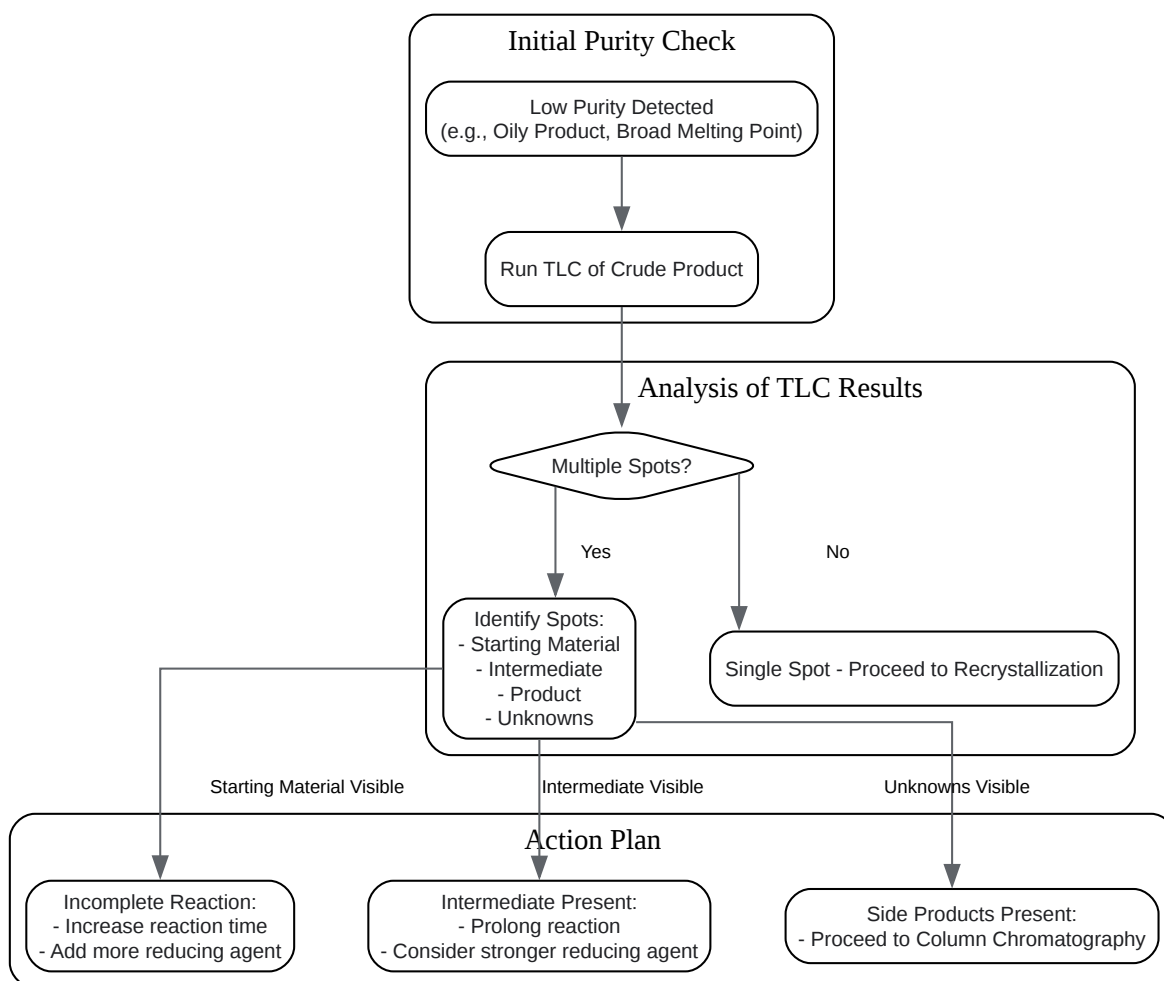 Initial Purity Check
Low Purity Detected
(e.g., Oily Product, Broad Melting Point)
Run TLC of Crude Product
Analysis of TLC Results
Multiple Spots?
Yes
No
Identify Spots:
- Starting Material
- Intermediate
- Product
- Unknowns
Single Spot - Proceed to Recrystallization
Starting Material Visible
Intermediate Visible
Unknowns Visible
Action Plan
Incomplete Reaction:
- Increase reaction time
- Add more reducing agent
Intermediate Present:
- Prolong reaction
- Consider stronger reducing agent
Side Products Present:
- Proceed to Column Chromatography